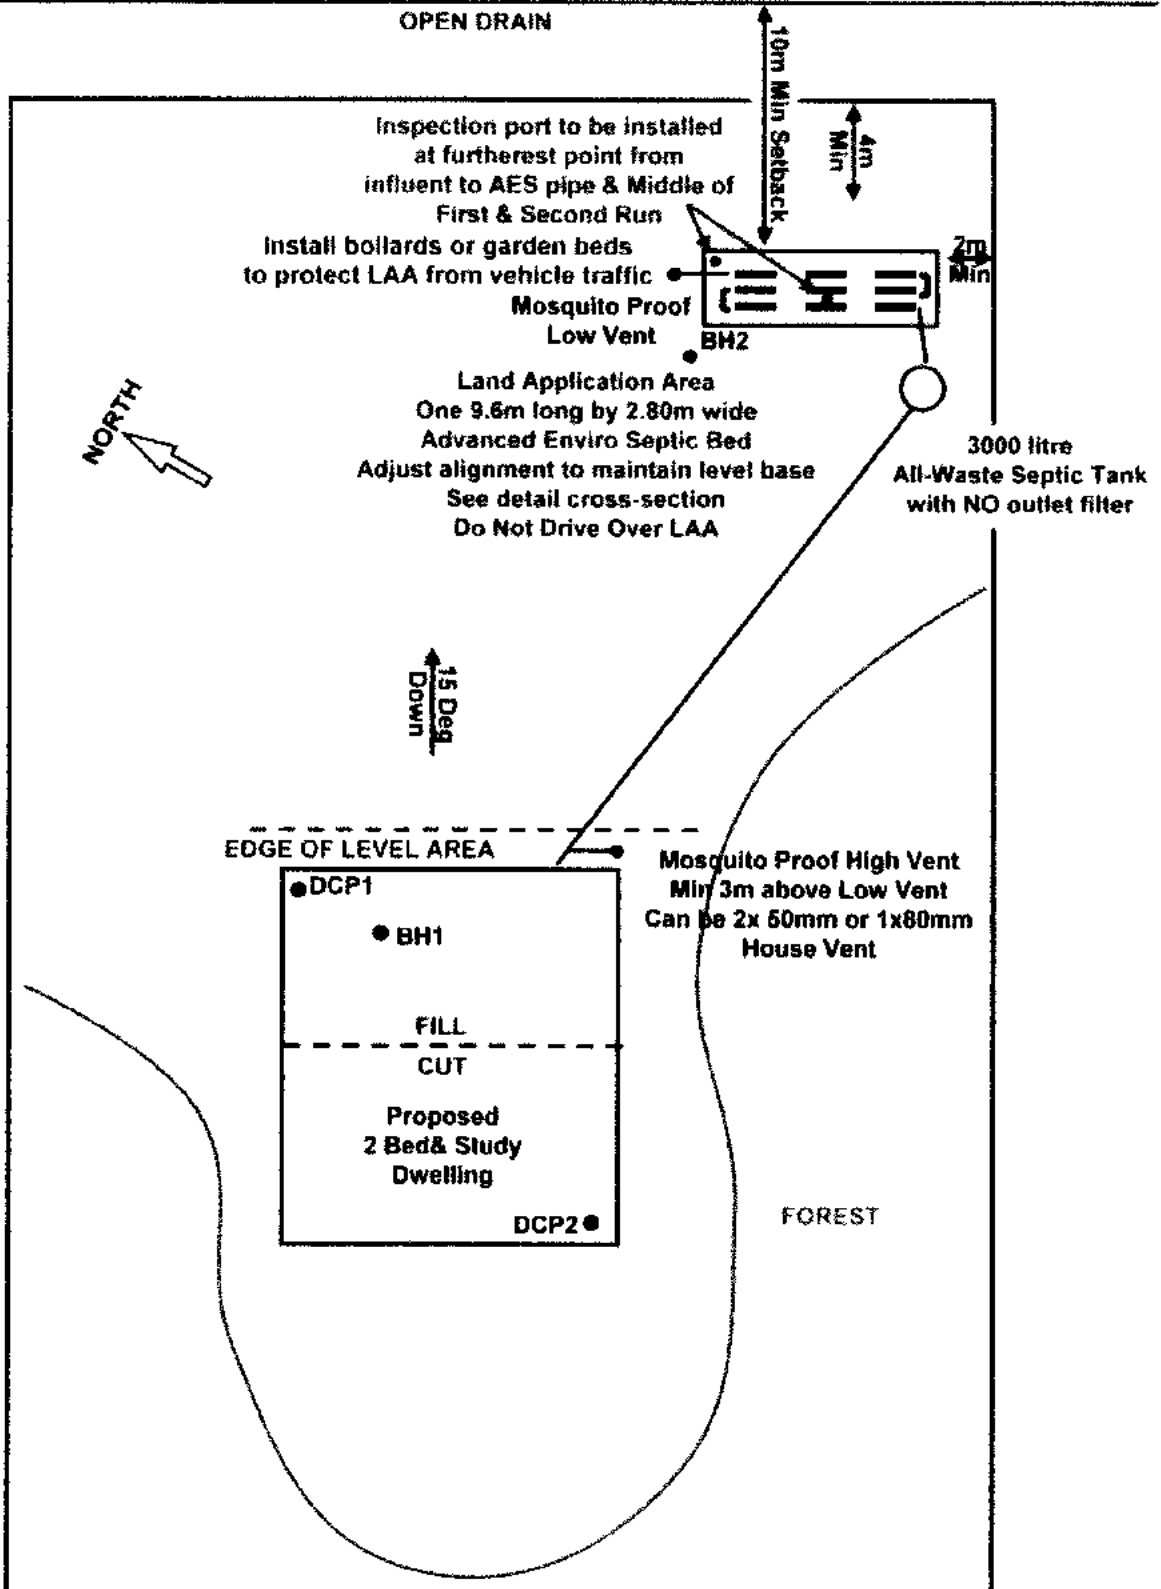 OPEN DRAIN
10m Min Setback
4m
Min
Inspection port to be installed
at furtherest point from
influent to AES pipe & Middle of
First & Second Run
Install bollards or garden beds
to protect LAA from vehicle traffic
2m
Min
Mosquito Proof
Low Vent
BH2
Land Application Area
One 9.6m long by 2.80m wide
Advanced Enviro Septic Bed
Adjust alignment to maintain level base
See detail cross-section
Do Not Drive Over LAA
NORTH
3000 litre
All-Waste Septic Tank
with NO outlet filter
15 Deg
Down
EDGE OF LEVEL AREA
Mosquito Proof High Vent
Min 3m above Low Vent
Can be 2x 50mm or 1x80mm
House Vent
DCP1
BH1
FILL
CUT
Proposed
2 Bed& Study
Dwelling
DCP2
FOREST